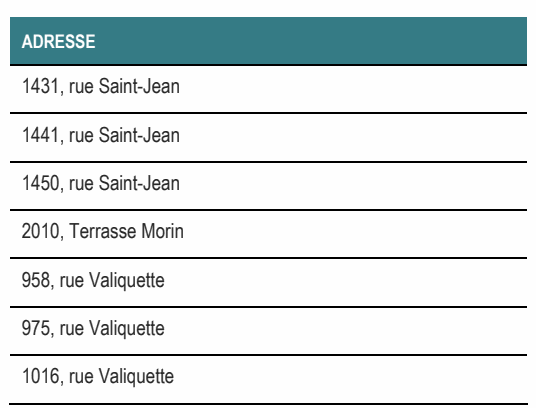 ADRESSE
1431, rue Saint-Jean
1441, rue Saint-Jean
1450, rue Saint-Jean
2010, Terrasse Morin
958, rue Valiquette
975, rue Valiquette
1016, rue Valiquette